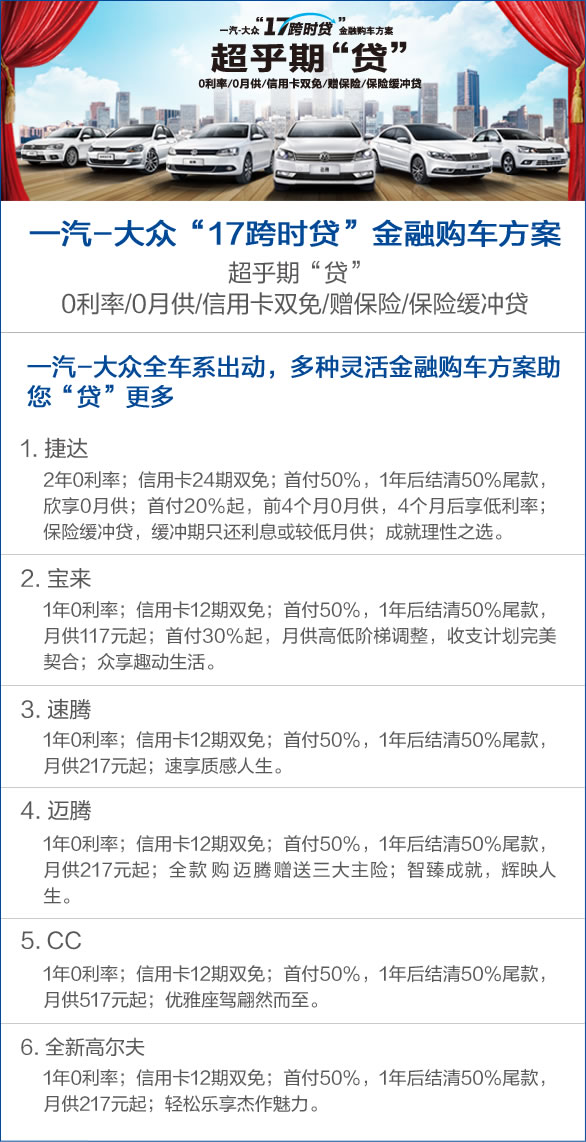 一汽-大众“17跨时贷”金融购车方案
超乎期“贷”
0利率/0月供/信用卡双免/赠保险/保险缓冲贷
一汽-大众“17跨时贷”金融购车方案
超乎期“贷”
0利率/0月供/信用卡双免/赠保险/保险缓冲贷
一汽-大众全车系出动，多种灵活金融购车方案助
您“贷”更多
1. 捷达
2年0利率；信用卡24期双免；首付50%，1年后结清50%尾款，
欣享0月供；首付20%起，前4个月0月供，4个月后享低利率；
保险缓冲贷，缓冲期只还利息或较低月供；成就理性之选。
2. 宝来
1年0利率；信用卡12期双免；首付50%，1年后结清50%尾款，
月供117元起；首付30%起，月供高低阶梯调整，收支计划完美
契合；众享趣动生活。
3. 速腾
1年0利率；信用卡12期双免；首付50%，1年后结清50%尾款，
月供217元起；速享质感人生。
4. 迈腾
1年0利率；信用卡12期双免；首付50%，1年后结清50%尾款，
月供217元起；全款 购 迈腾赠送三大主险；智臻成就，辉映人
生。
5. CC
1年0利率；信用卡12期双免；首付50%，1年后结清50%尾款，
月供517元起；优雅座驾翩然而至。
6. 全新高尔夫
1年0利率；信用卡12期双免；首付50%，1年后结清50%尾款，
月供217元起；轻松乐享杰作魅力。